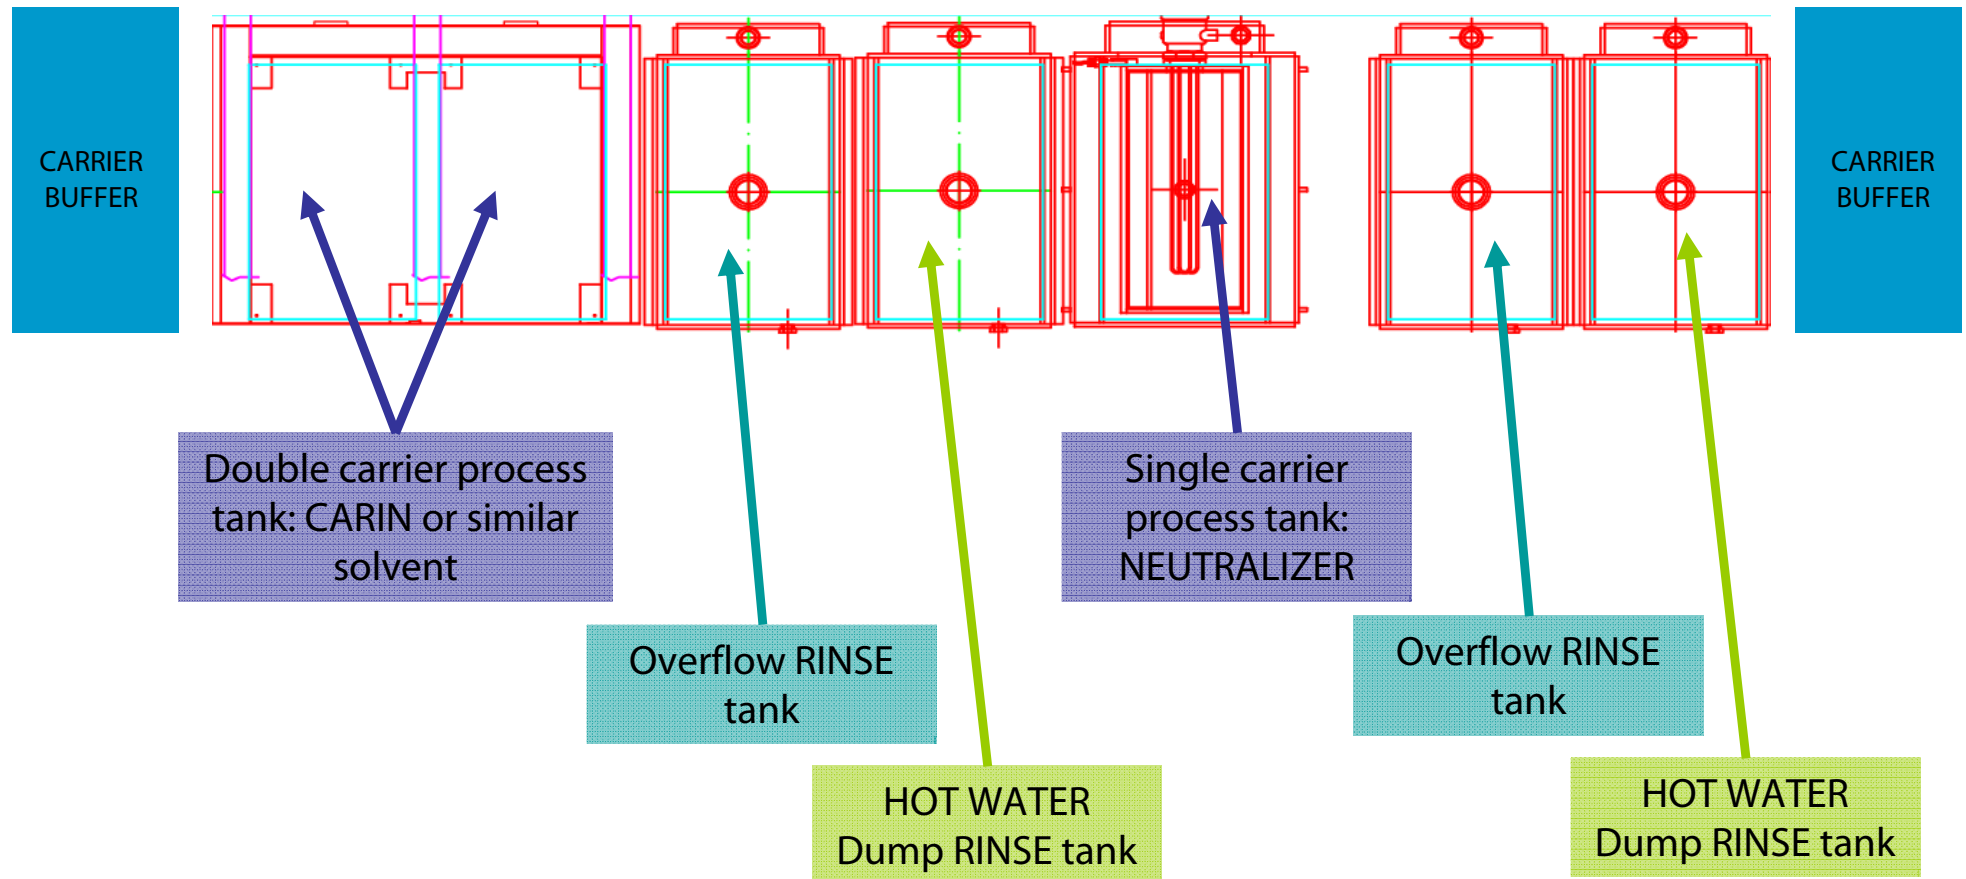 CARRIER
BUFFER
CARRIER
BUFFER
Double carrier process
tank: CARIN or similar
solvent
Single carrier
process tank:
NEUTRALIZER
Overflow RINSE
tank
Overflow RINSE
tank
HOT WATER
Dump RINSE tank
HOT WATER
Dump RINSE tank